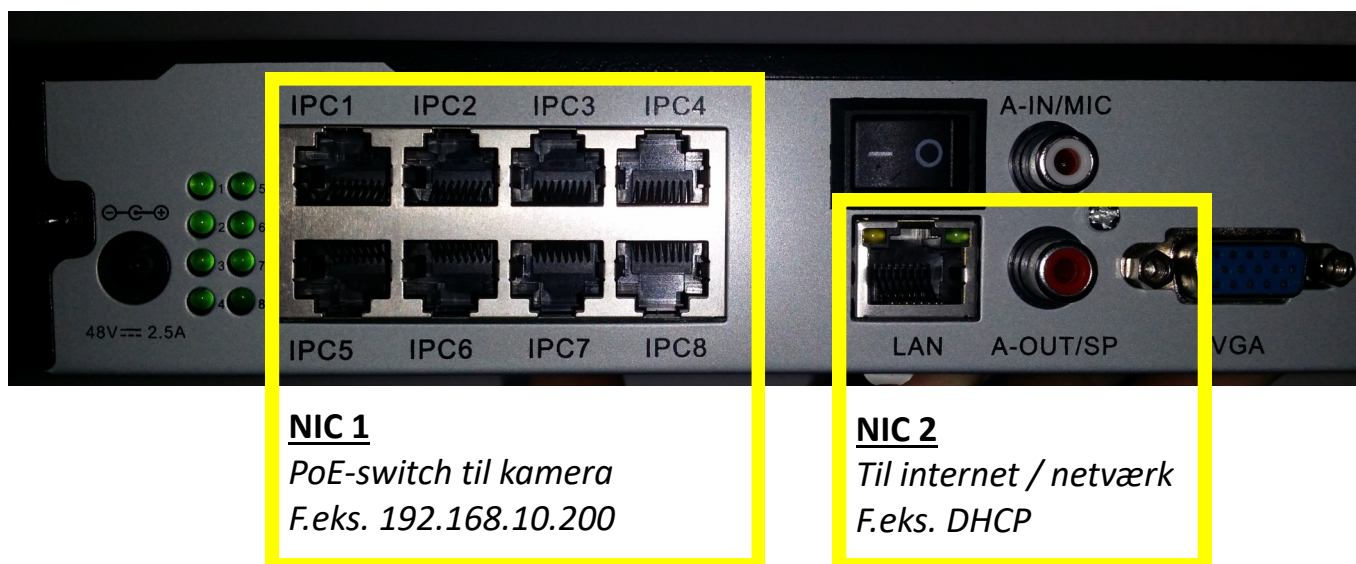 IPC1 IPC2 IPC3 IPC4
A-IN/MIC
1 5
2 6
3 7
4 8
48V 2.5A
IPC5 IPC6 IPC7 IPC8
LAN A-OUT/SP VGA
NIC 1
PoE-switch til kamera
F.eks. 192.168.10.200
NIC 2
Til internet / netværk
F.eks. DHCP